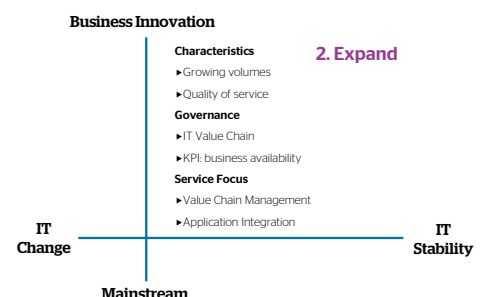 Business Innovation
Characteristics
2. Expand
▸Growing volumes
▸Quality of service
Governance
▸IT Value Chain
▸KPI: business availability
Service Focus
▸Value Chain Management
▸Application Integration
IT
Change
IT
Stability
Mainstream